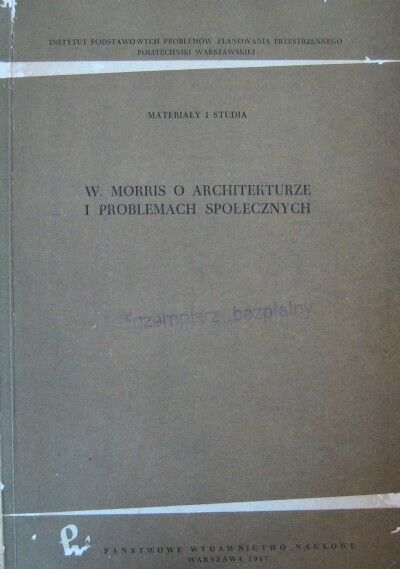 INSTYTUT PODSTAWOWYCH PROBLEMÓW PLANOWANIA PRZESTRZENNEGO
POLITECHNIKI WARSZAWSKIEJ
MATERIAŁY I STUDIA
W. MORRIS O ARCHITEKTURZE
I PROBLEMACH SPOŁECZNYCH
egzemplarz bezpłatny
PAŃSTWOWE WYDAWNICTWO NAUKOWE
WARSZAWA 1967